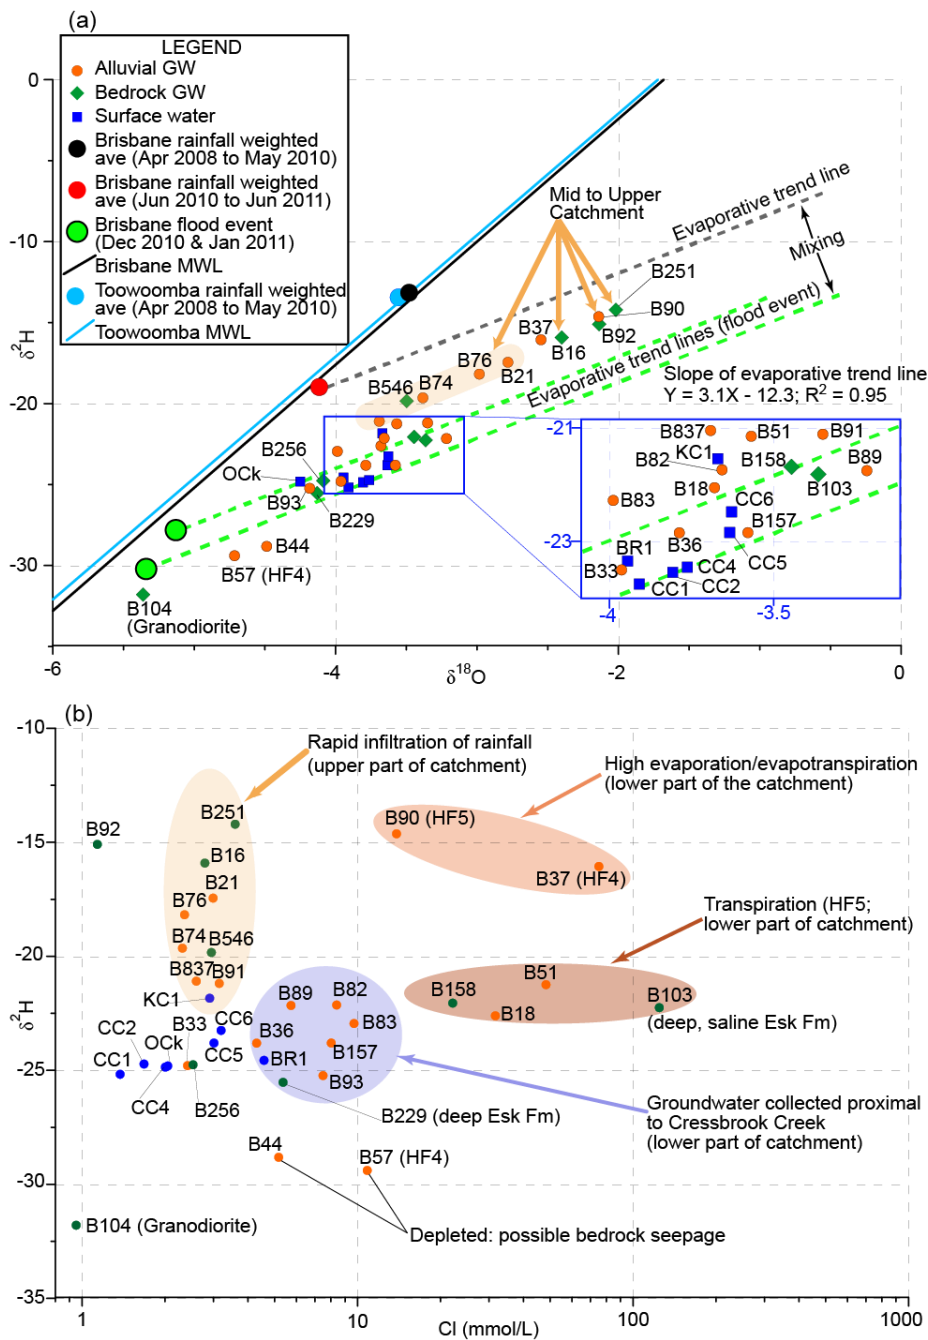 (a)
LEGEND
Alluvial GW
Bedrock GW
Surface water
Brisbane rainfall weighted
ave (Apr 2008 to May 2010)
Brisbane rainfall weighted
ave (Jun 2010 to Jun 2011)
Brisbane flood event
(Dec 2010 & Jan 2011)
Brisbane MWL
Toowoomba rainfall weighted
ave (Apr 2008 to May 2010)
Toowoomba MWL
0
-10
-20
-30
δ²H
-6
-4
-2
0
δ¹⁸O
Mid to Upper
Catchment
Evaporative trend line
Mixing
B251
B90
B92
B37
B16
B76
B21
B546
B74
Evaporative trend lines (flood event)
Slope of evaporative trend line
Y = 3.1X - 12.3; R² = 0.95
B256
OCk
B93
B229
B44
B57 (HF4)
B104
(Granodiorite)
-21
-23
-4
-3.5
B837
B51
B91
KC1
B82
B158
B89
B103
B18
B83
CC6
B157
B36
BR1
CC5
B33
CC4
CC1
CC2
(b)
-10
-15
-20
-25
-30
-35
δ²H
1
10
100
1000
Cl (mmol/L)
Rapid infiltration of rainfall
(upper part of catchment)
High evaporation/evapotranspiration
(lower part of the catchment)
B251
B92
B16
B21
B76
B74
B546
B837
B91
KC1
B90 (HF5)
B37 (HF4)
Transpiration (HF5;
lower part of catchment)
B51
B158
B103
B18
(deep, saline Esk Fm)
B89
B82
B83
B36
BR1
B157
B93
B229 (deep Esk Fm)
CC2
OCk
B33
CC6
CC1
CC5
CC4
B256
Groundwater collected proximal
to Cressbrook Creek
(lower part of catchment)
B44
B57 (HF4)
Depleted: possible bedrock seepage
B104 (Granodiorite)